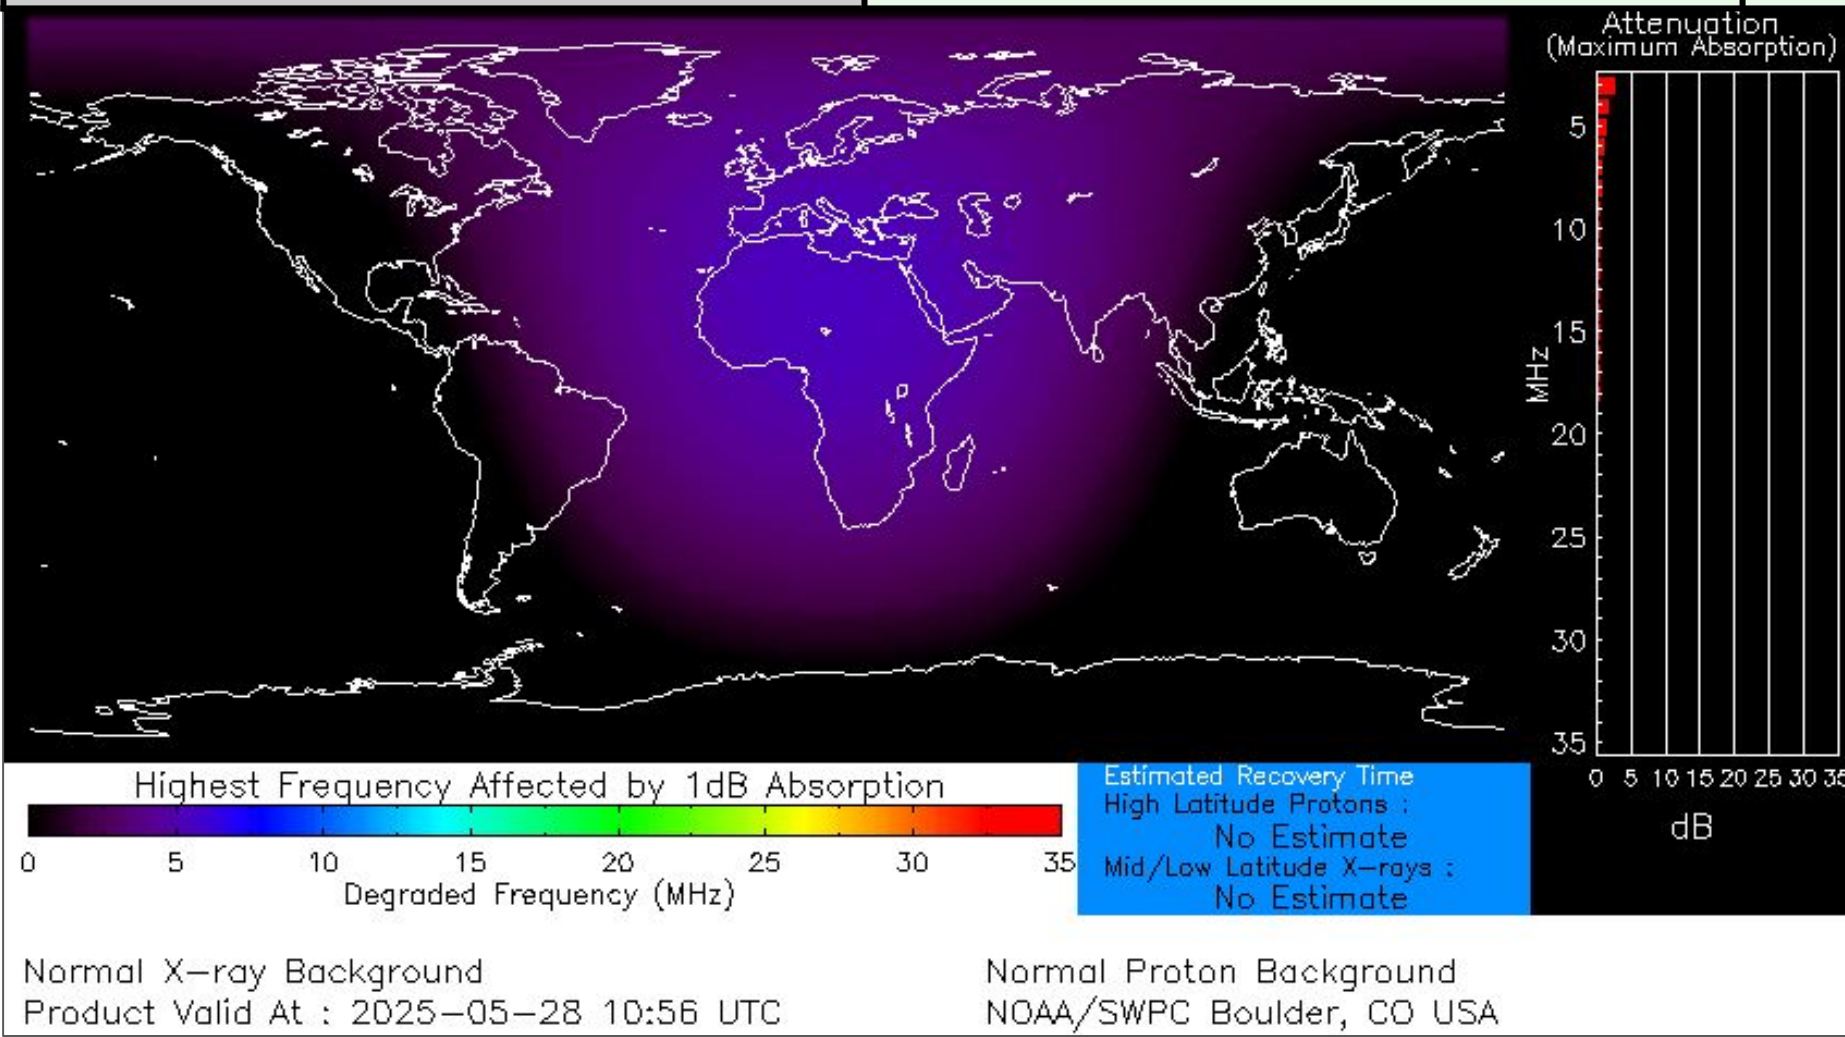 Attenuation
(Maximum Absorption)
5
10
15
20
25
30
35
MHz
0 5 10 15 20 25 30 35
dB
Highest Frequency Affected by 1dB Absorption
0 5 10 15 20 25 30 35
Degraded Frequency (MHz)
Estimated Recovery Time
High Latitude Protons :
No Estimate
Mid/Low Latitude X-rays :
No Estimate
Normal X-ray Background
Normal Proton Background
Product Valid At : 2025-05-28 10:56 UTC
NOAA/SWPC Boulder, CO USA